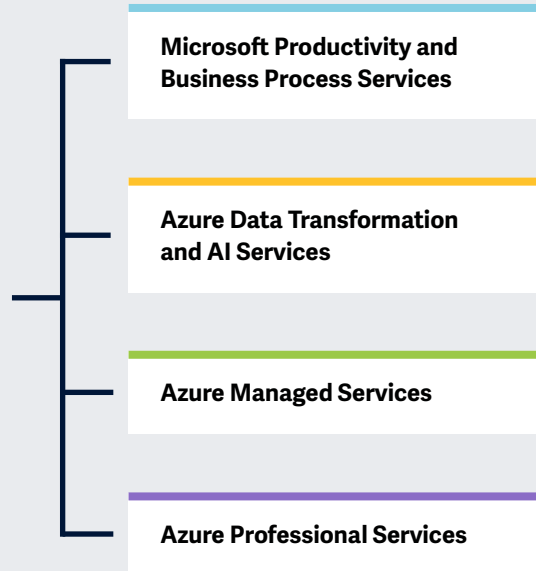 Microsoft Productivity and
Business Process Services
Azure Data Transformation
and AI Services
Azure Managed Services
Azure Professional Services